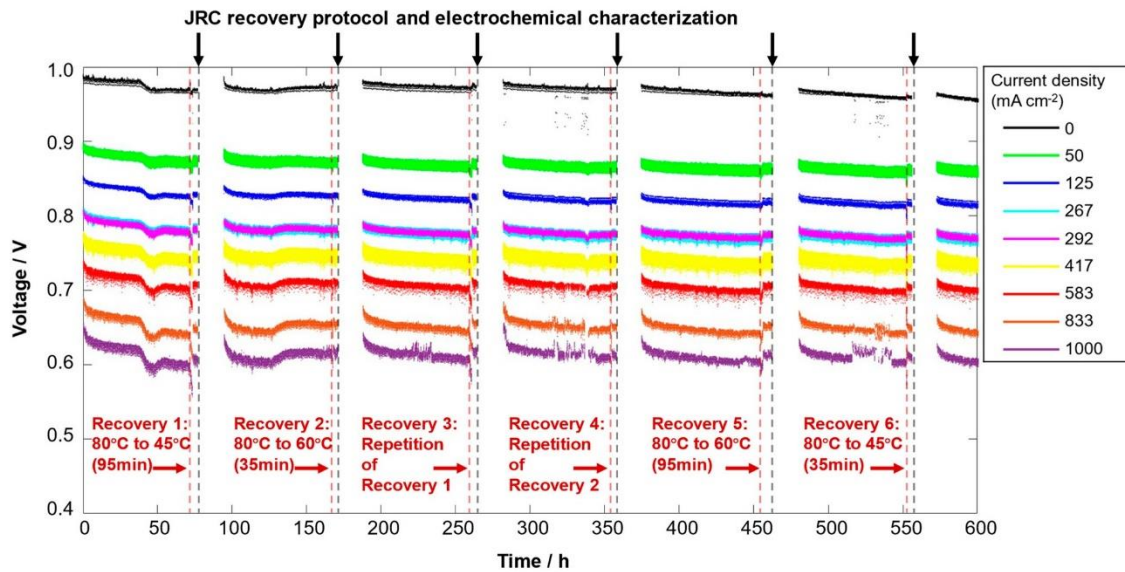 JRC recovery protocol and electrochemical characterization
Voltage / V
1.0
0.9
0.8
0.7
0.6
0.5
0.4
Current density
(mA cm⁻²)
0
50
125
267
292
417
583
833
1000
Recovery 1:
80°C to 45°C
(95min)
Recovery 2:
80°C to 60°C
(35min)
Recovery 3:
Repetition
of
Recovery 1
Recovery 4:
Repetition
of
Recovery 2
Recovery 5:
80°C to 60°C
(95min)
Recovery 6:
80°C to 45°C
(35min)
0 50 100 150 200 250 300 350 400 450 500 550 600
Time / h